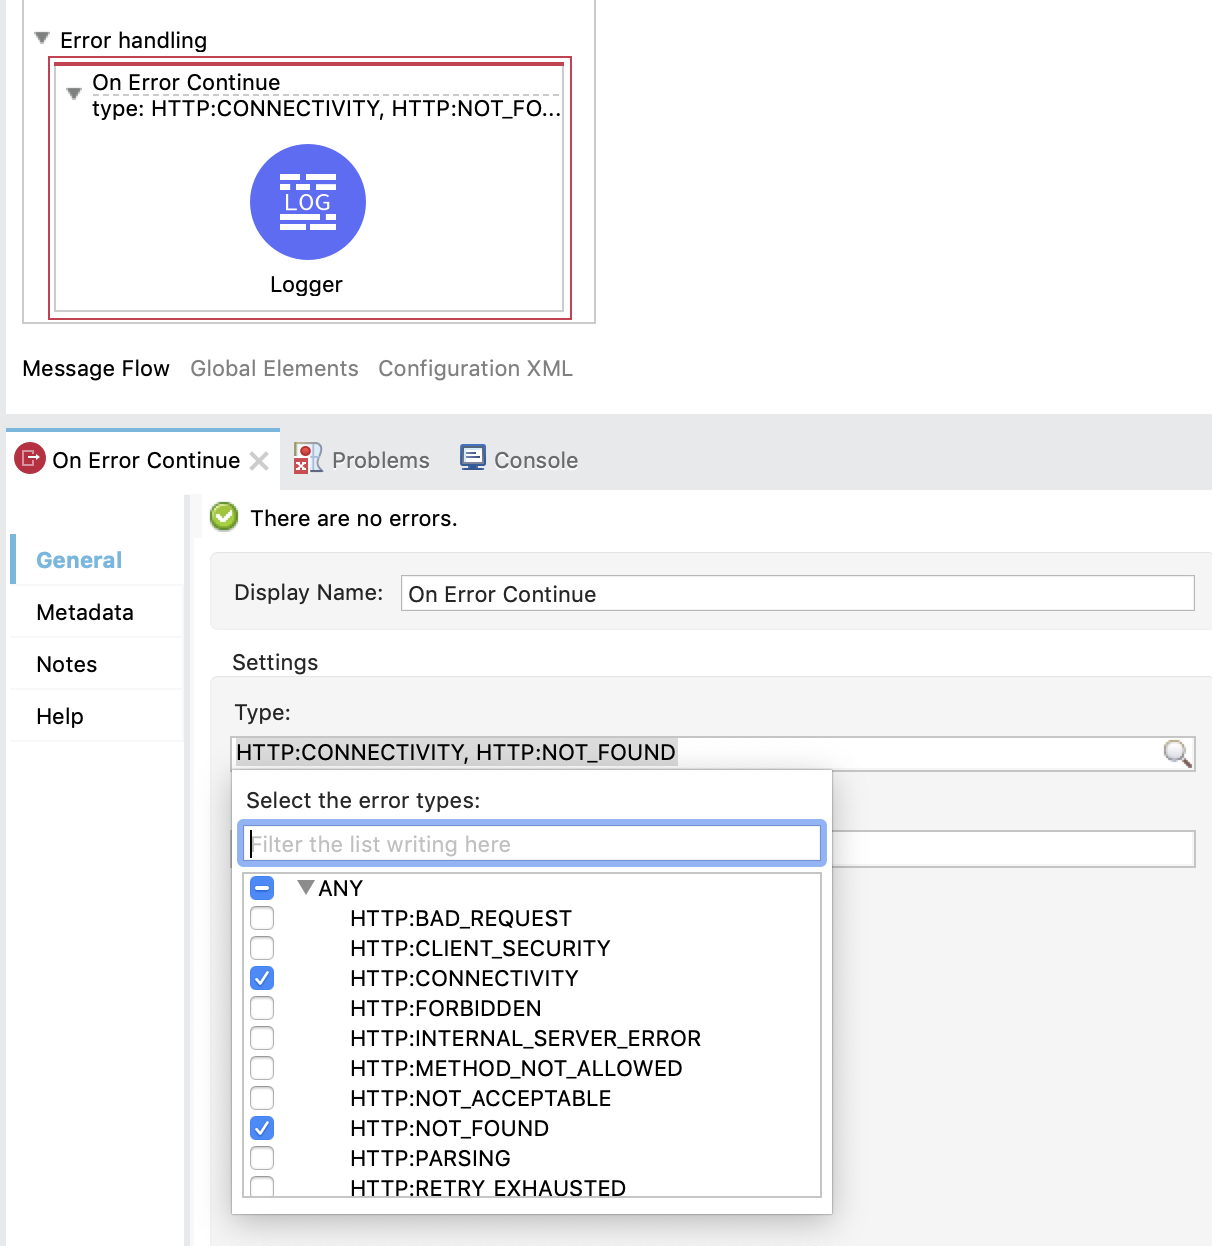 Error handling
On Error Continue
type: HTTP:CONNECTIVITY, HTTP:NOT_FO...
LOG
Logger
Message Flow Global Elements Configuration XML
On Error Continue Problems Console
There are no errors.
General
Metadata
Notes
Help
Display Name: On Error Continue
Settings
Type:
HTTP:CONNECTIVITY, HTTP:NOT_FOUND
Select the error types:
Filter the list writing here
ANY
HTTP:BAD_REQUEST
HTTP:CLIENT_SECURITY
HTTP:CONNECTIVITY
HTTP:FORBIDDEN
HTTP:INTERNAL_SERVER_ERROR
HTTP:METHOD_NOT_ALLOWED
HTTP:NOT_ACCEPTABLE
HTTP:NOT_FOUND
HTTP:PARSING
HTTP:RETRY_EXHAUSTED